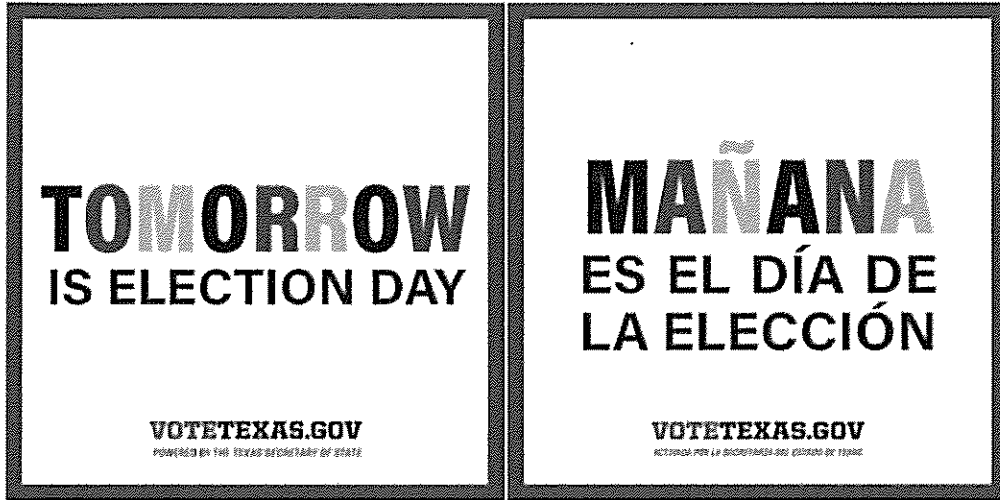 TOMORROW
IS ELECTION DAY
VOTETEXAS.GOV
POWERED BY THE TEXAS SECRETARY OF STATE
MAÑANA
ES EL DÍA DE
LA ELECCIÓN
VOTETEXAS.GOV